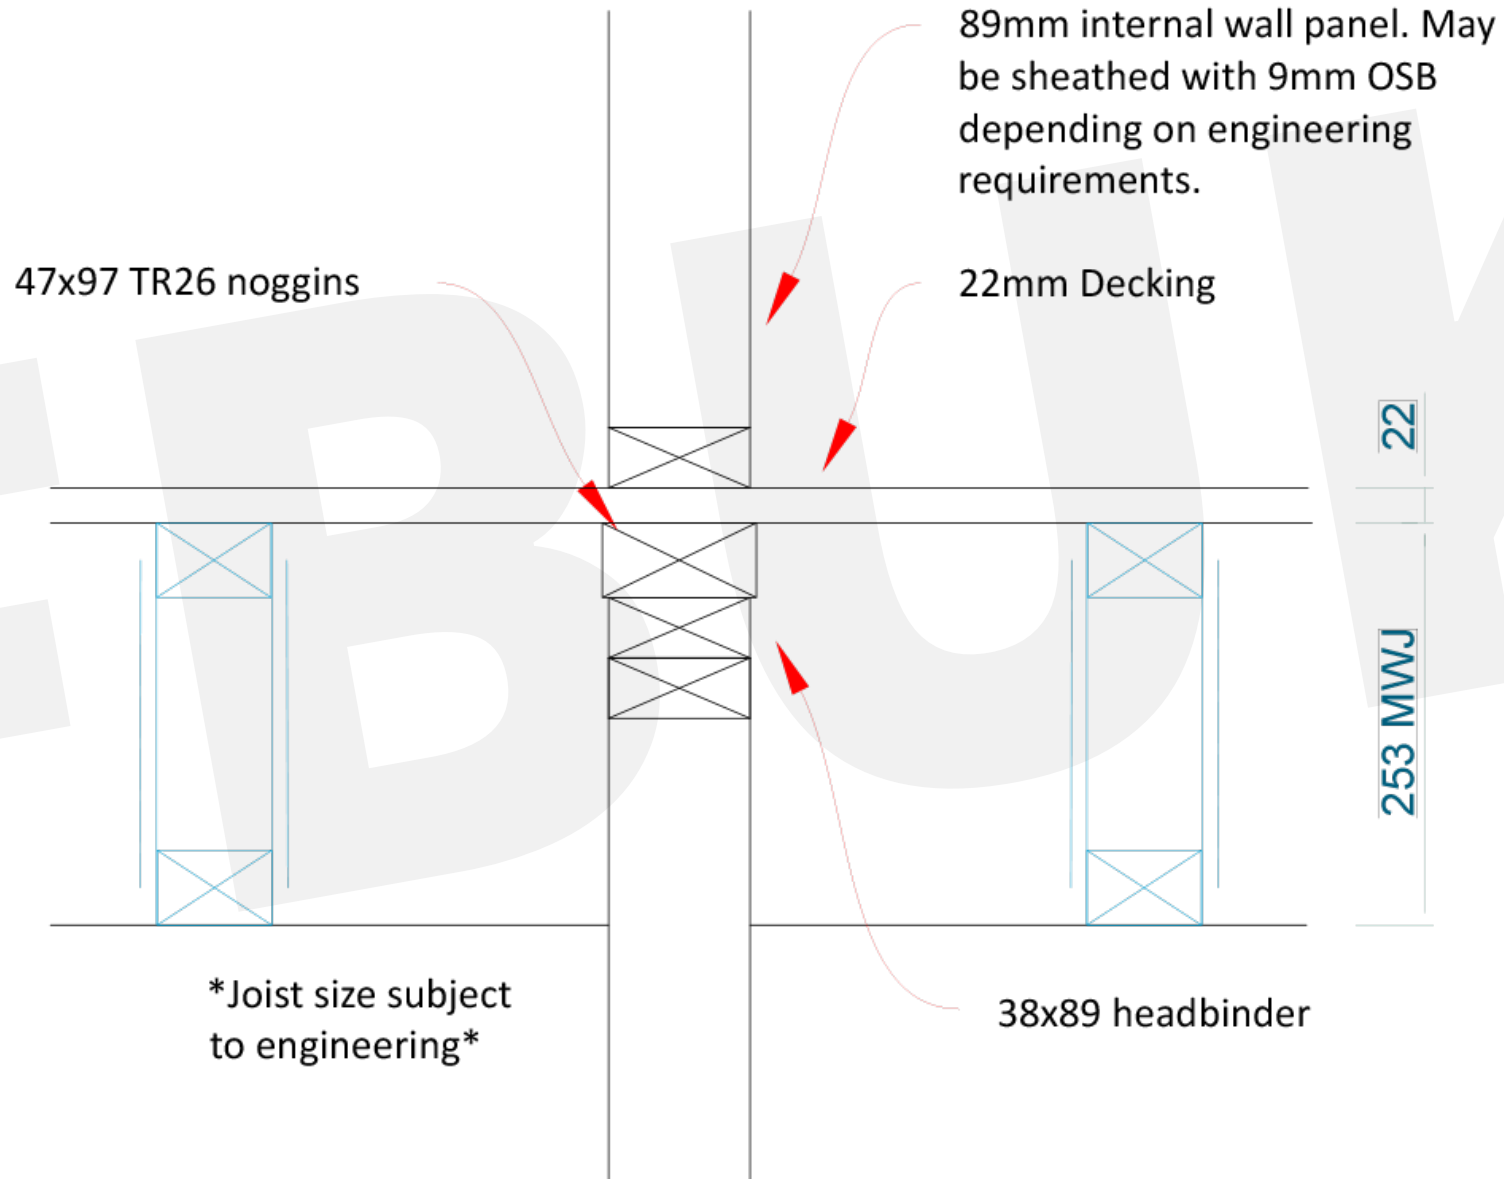 89mm internal wall panel. May
be sheathed with 9mm OSB
depending on engineering
requirements.
47x97 TR26 noggins
22mm Decking
22
253 MWJ
*Joist size subject
to engineering*
38x89 headbinder